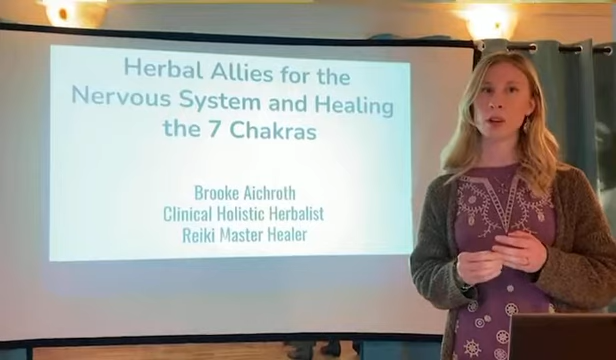 Herbal Allies for the
Nervous System and Healing
the 7 Chakras
Brooke Aichroth
Clinical Holistic Herbalist
Reiki Master Healer